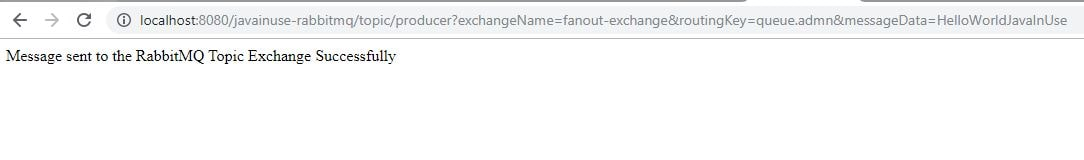 localhost:8080/javainuse-rabbitmq/topic/producer?exchangeName=fanout-exchange&routingKey=queue.admn&messageData=HelloWorldJavaInUse
Message sent to the RabbitMQ Topic Exchange Successfully